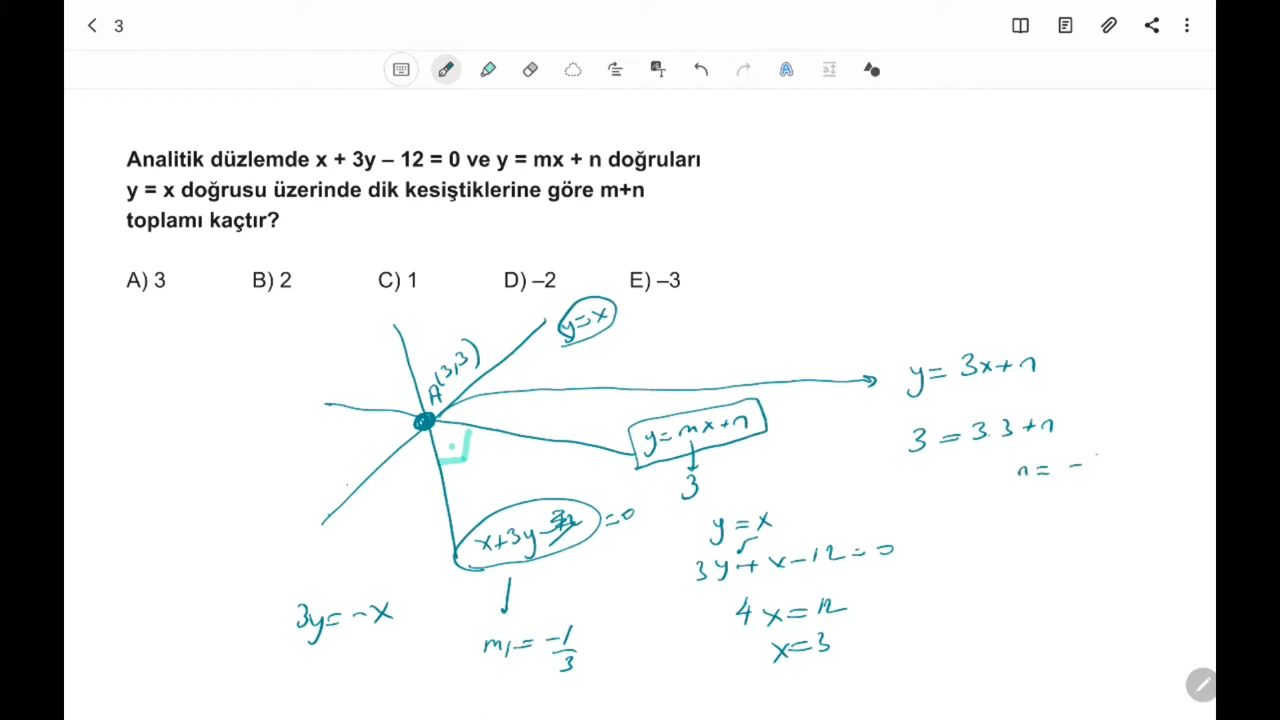 3
Analitik düzlemde x + 3y – 12 = 0 ve y = mx + n doğruları
y = x doğrusu üzerinde dik kesiştiklerine göre m+n
toplamı kaçtır?
A) 3 B) 2 C) 1 D) –2 E) –3
y=x
A(3,3)
y=mx+n
3
x+3y-
=0
3y=-x
m₁=-1/3
y=x
3y+x-12=0
4x=12
x=3
y=3x+n
3=3.3+n
n=-